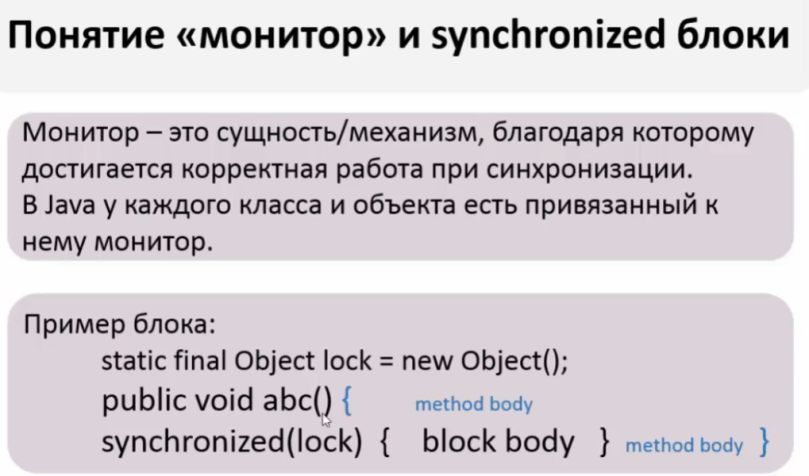 Понятие «монитор» и synchronized блоки
Монитор – это сущность/механизм, благодаря которому
достигается корректная работа при синхронизации.
В Java у каждого класса и объекта есть привязанный к
нему монитор.
Пример блока:
static final Object lock = new Object();
public void abc() { method body
synchronized(lock) { block body } method body }